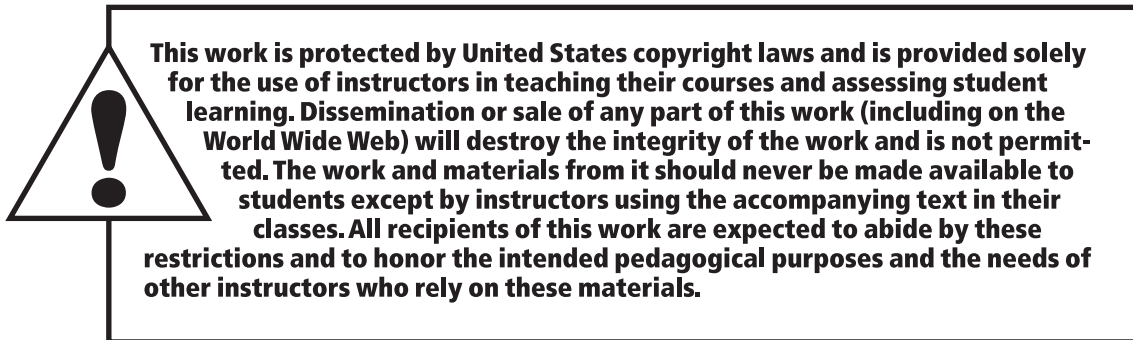 This work is protected by United States copyright laws and is provided solely
for the use of instructors in teaching their courses and assessing student
learning. Dissemination or sale of any part of this work (including on the
World Wide Web) will destroy the integrity of the work and is not permit-
ted. The work and materials from it should never be made available to
students except by instructors using the accompanying text in their
classes. All recipients of this work are expected to abide by these
restrictions and to honor the intended pedagogical purposes and the needs of
other instructors who rely on these materials.